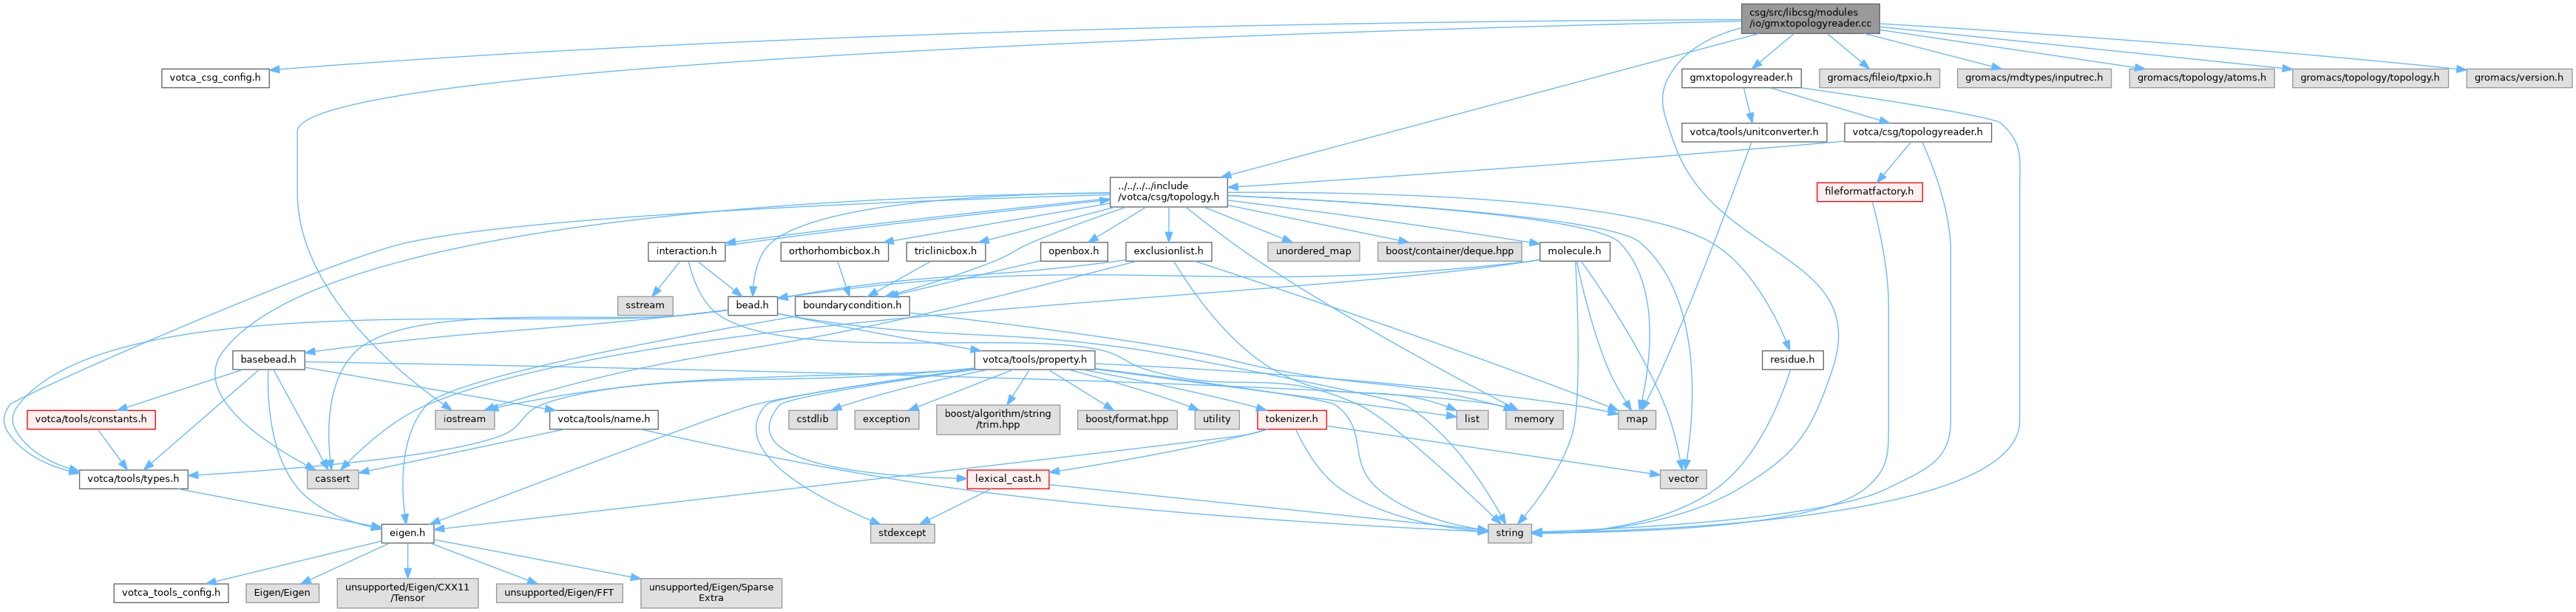 csg/src/libcsg/modules
/io/gmxtopologyreader.cc
votca_csg_config.h
gmxtopologyreader.h
gromacs/fileio/tpxio.h
gromacs/mdtypes/inputrec.h
gromacs/topology/atoms.h
gromacs/topology/topology.h
gromacs/version.h
votca/tools/unitconverter.h
votca/csg/topologyreader.h
../../../../include
/votca/csg/topology.h
fileformatfactory.h
interaction.h
orthorhombicbox.h
triclinicbox.h
openbox.h
exclusionlist.h
unordered_map
boost/container/deque.hpp
molecule.h
sstream
bead.h
boundarycondition.h
basebead.h
votca/tools/property.h
residue.h
votca/tools/constants.h
iostream
votca/tools/name.h
cstdlib
exception
boost/algorithm/string
/trim.hpp
boost/format.hpp
utility
tokenizer.h
list
memory
map
votca/tools/types.h
cassert
lexical_cast.h
vector
eigen.h
stdexcept
string
votca_tools_config.h
Eigen/Eigen
unsupported/Eigen/CXX11
/Tensor
unsupported/Eigen/FFT
unsupported/Eigen/Sparse
Extra